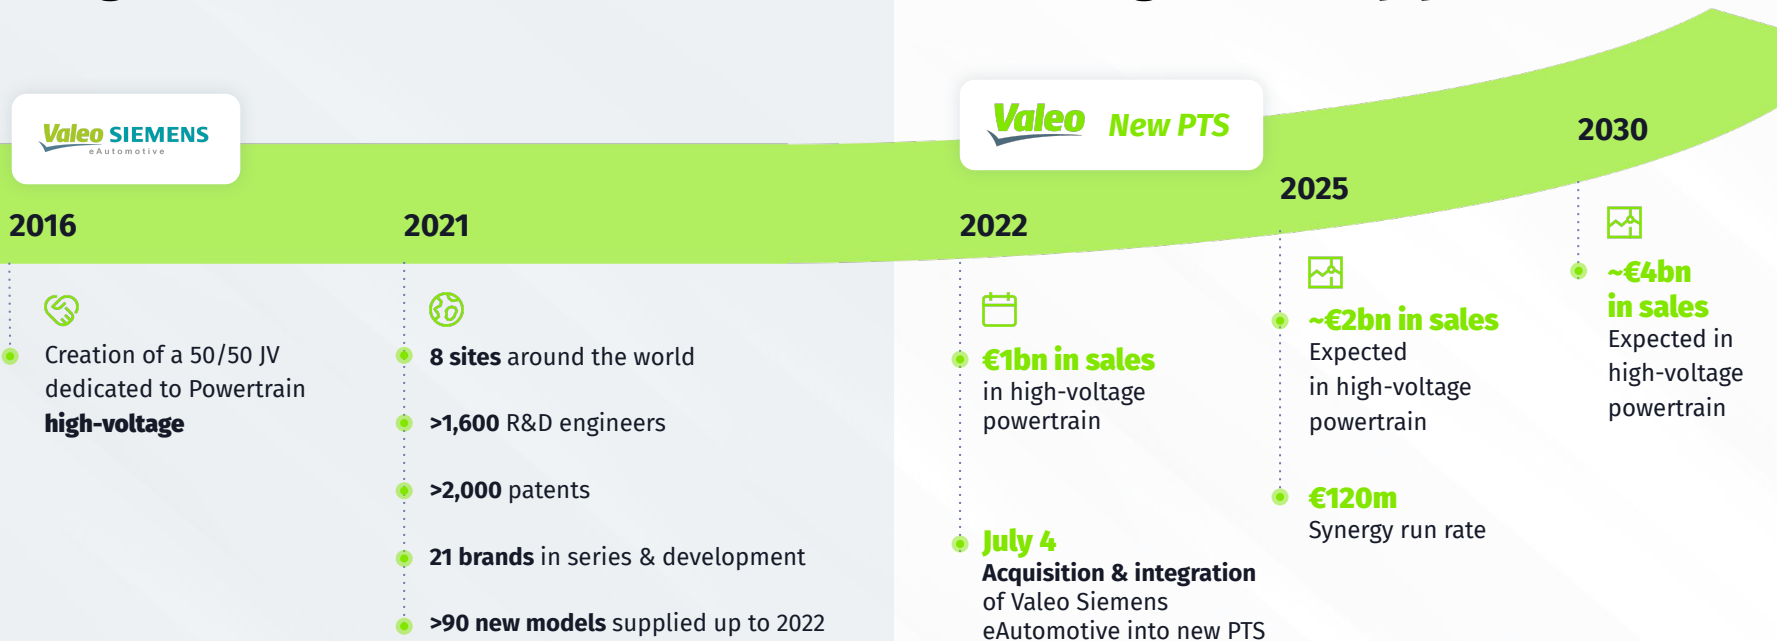 Valeo SIEMENS
eAutomotive
Valeo New PTS
2016
2021
2022
2025
2030
Creation of a 50/50 JV
dedicated to Powertrain
high-voltage
8 sites around the world
>1,600 R&D engineers
>2,000 patents
21 brands in series & development
>90 new models supplied up to 2022
€1bn in sales
in high-voltage
powertrain
July 4
Acquisition & integration
of Valeo Siemens
eAutomotive into new PTS
~€2bn in sales
Expected
in high-voltage
powertrain
€120m
Synergy run rate
~€4bn
in sales
Expected in
high-voltage
powertrain